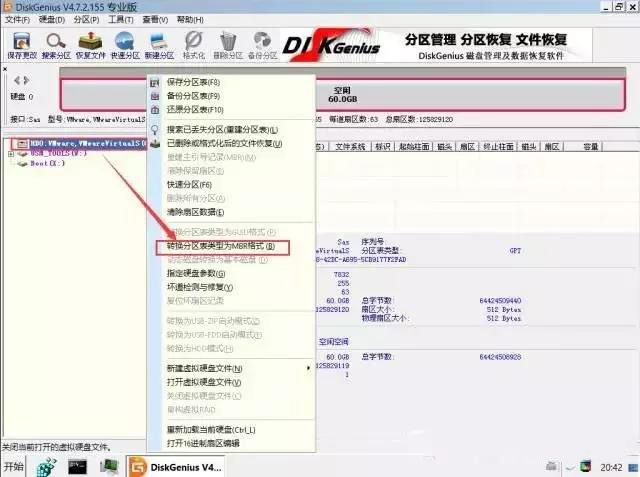 DiskGenius V4.7.2.155 专业版
文件(F) 硬盘(D) 分区(P) 工具(T) 查看(V) 帮助(H)
保存更改 搜索分区 恢复文件 快速分区 新建分区 格式化 删除分区 备份分区
DISKGenius
分区管理 分区恢复 文件恢复
DiskGenius 磁盘管理及数据恢复软件
硬盘 0
空闲
60.0GB
接口:Sas 型号:VMware,VMwareVirtualS
每道扇区数:63 总扇区数:125829120
HD0:VMware,VMwareVirtualS
USM_TOOLS(W:)
Boot(X:)
保存分区表(F8)
备份分区表(F9)
还原分区表(F10)
搜索已丢失分区(重建分区表)(L)
已删除或格式化后的文件恢复(U)
重建主引导记录(MBR)(M)
清除保留扇区(E)
快速分区(F6)
删除所有分区(A)
清除扇区数据(E)
转换分区表类型为GUID格式(P)
转换分区表类型为MBR格式(B)
动态磁盘转换为基本磁盘(D)
指定硬盘参数(G)
坏道检测与修复(Y)
复位坏扇区记录
转换为USB-ZIP启动模式(Z)
转换为USB-FDD启动模式(F)
转换为HDD模式(H)
新建虚拟硬盘文件(N)
打开虚拟硬盘文件(V)
关闭虚拟硬盘文件(C)
重构虚拟RAID
重新加载当前硬盘(Ctrl_L)
打开16进制扇区编辑
文件系统 标识 起始柱面 磁头 扇区 终止柱面 磁头 扇区 容量
Sas 序列号:
分区表类型: GPT
7832
255
63
60.0GB 总字节数: 64424509440
125829120 扇区大小: 512 Bytes
物理扇区大小: 512 Bytes
空闲空间
60.0GB 总字节数: 64424508928
125829119
1
关闭当前打开的虚拟硬盘文件。
开始
DiskGenius V4...
20:42